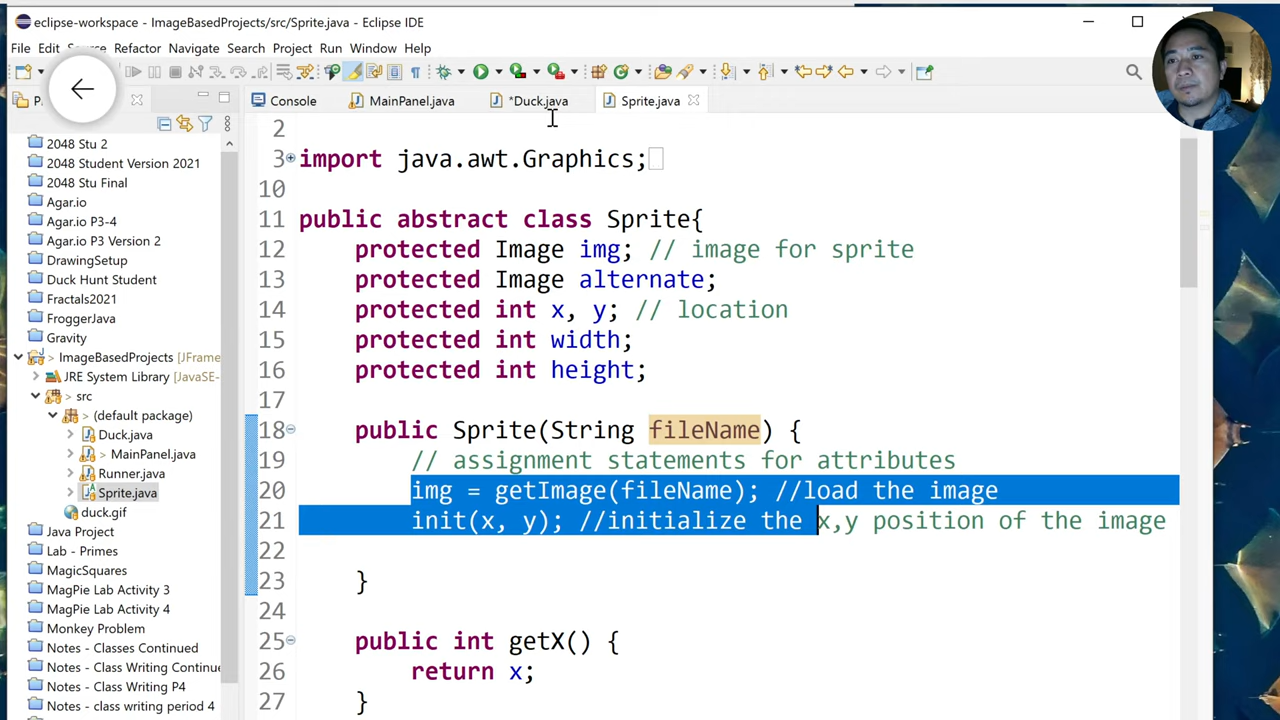 eclipse-workspace - ImageBasedProjects/src/Sprite.java - Eclipse IDE
File Edit Source Refactor Navigate Search Project Run Window Help
P
Console MainPanel.java *Duck.java Sprite.java
2048 Stu 2
2048 Student Version 2021
2048 Stu Final
Agar.io
Agar.io P3-4
Agar.io P3 Version 2
DrawingSetup
Duck Hunt Student
Fractals2021
FroggerJava
Gravity
> ImageBasedProjects [JFrame
JRE System Library [JavaSE-
> src
> (default package)
Duck.java
> MainPanel.java
Runner.java
Sprite.java
duck.gif
Java Project
Lab - Primes
MagicSquares
MagPie Lab Activity 3
MagPie Lab Activity 4
Monkey Problem
Notes - Classes Continued
Notes - Class Writing Continue
Notes - Class Writing P4
Notes - class writing period 4
2
3 import java.awt.Graphics;
10
11 public abstract class Sprite{
12 protected Image img; // image for sprite
13 protected Image alternate;
14 protected int x, y; // location
15 protected int width;
16 protected int height;
17
18 public Sprite(String fileName) {
19 // assignment statements for attributes
20 img = getImage(fileName); //load the image
21 init(x, y); //initialize the x,y position of the image
22
23 }
24
25 public int getX() {
26 return x;
27 }